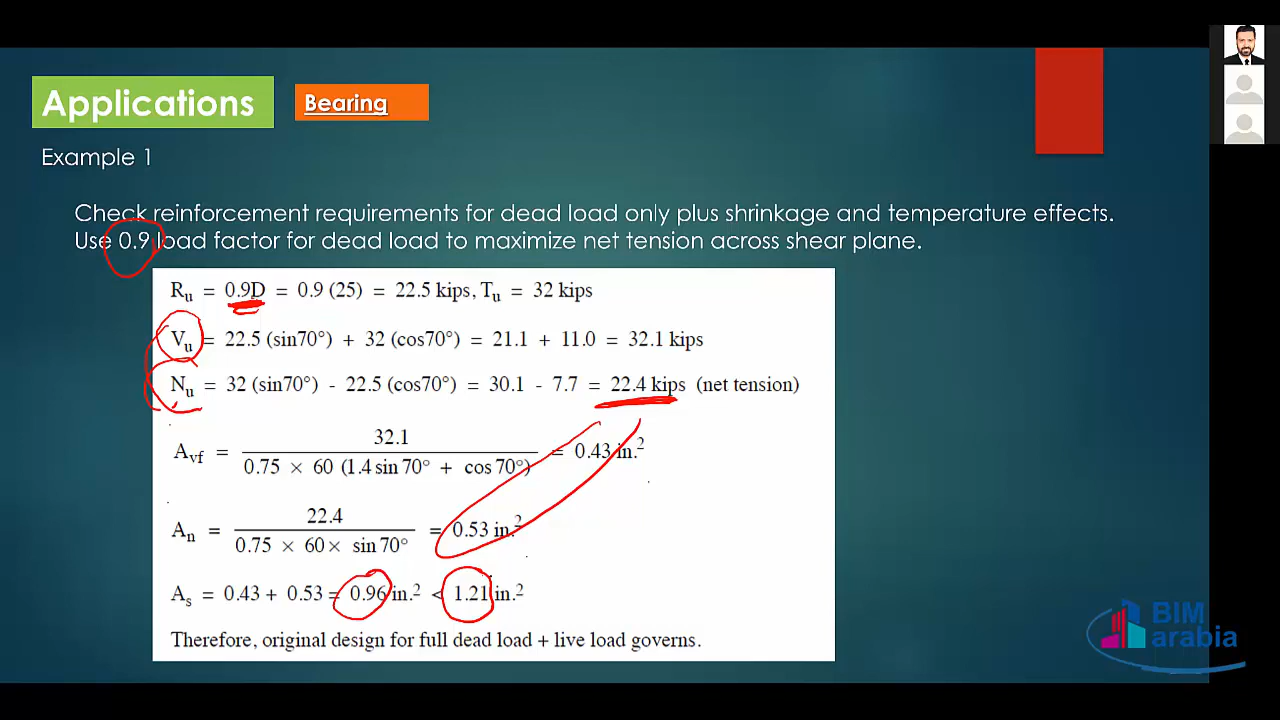 Applications
Bearing
Example 1
Check reinforcement requirements for dead load only plus shrinkage and temperature effects.
Use 0.9 load factor for dead load to maximize net tension across shear plane.
Ru = 0.9D = 0.9 (25) = 22.5 kips, Tu = 32 kips
Vu = 22.5 (sin70°) + 32 (cos70°) = 21.1 + 11.0 = 32.1 kips
Nu = 32 (sin70°) - 22.5 (cos70°) = 30.1 - 7.7 = 22.4 kips (net tension)
Avf = 32.1 / 0.75 × 60 (1.4 sin 70° + cos 70°) = 0.43 in.²
An = 22.4 / 0.75 × 60 × sin 70° = 0.53 in.²
As = 0.43 + 0.53 = 0.96 in.² < 1.21 in.²
Therefore, original design for full dead load + live load governs.
BIM
arabia